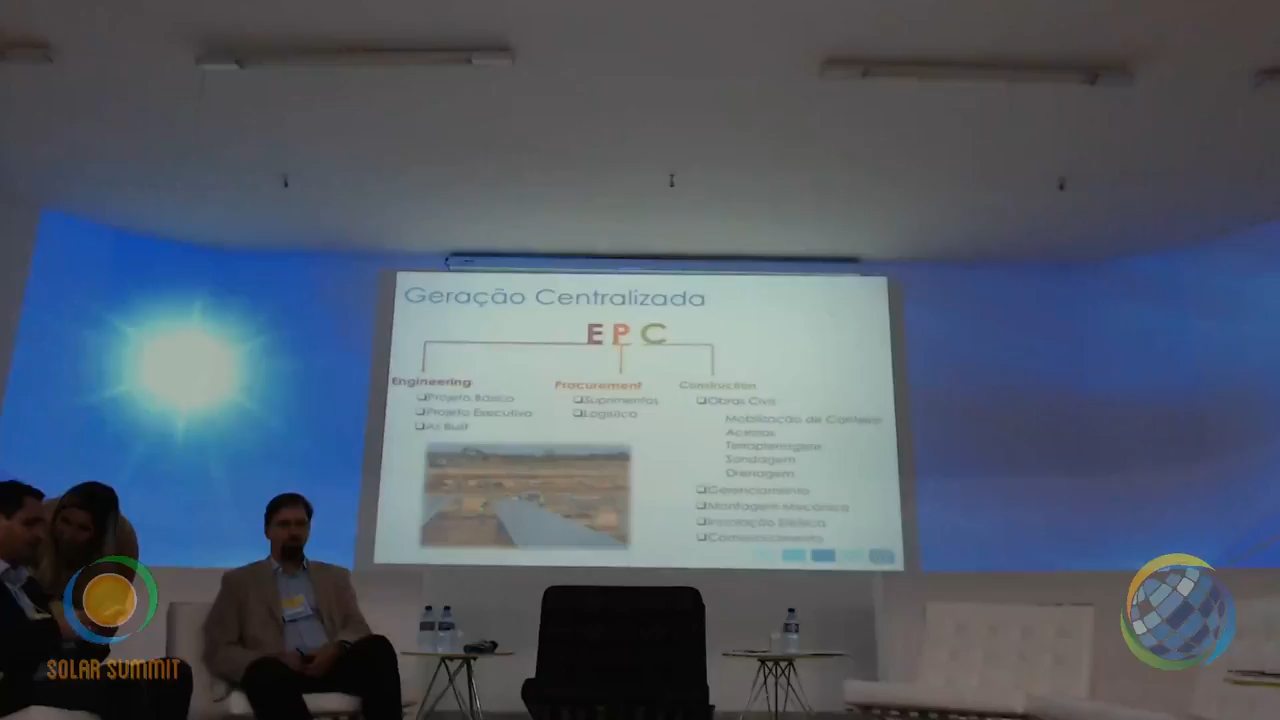 Geração Centralizada
EPC
Engineering
Projeto Básico
Projeto Executivo
As Built
Procurement
Suprimentos
Logística
Construction
Obras Civis
Mobilização de Canteiro
Acessos
Terraplenagem
Sondagem
Drenagem
Gerenciamento
Montagem Mecânica
Instalação Elétrica
Comissionamento
SOLAR SUMMIT